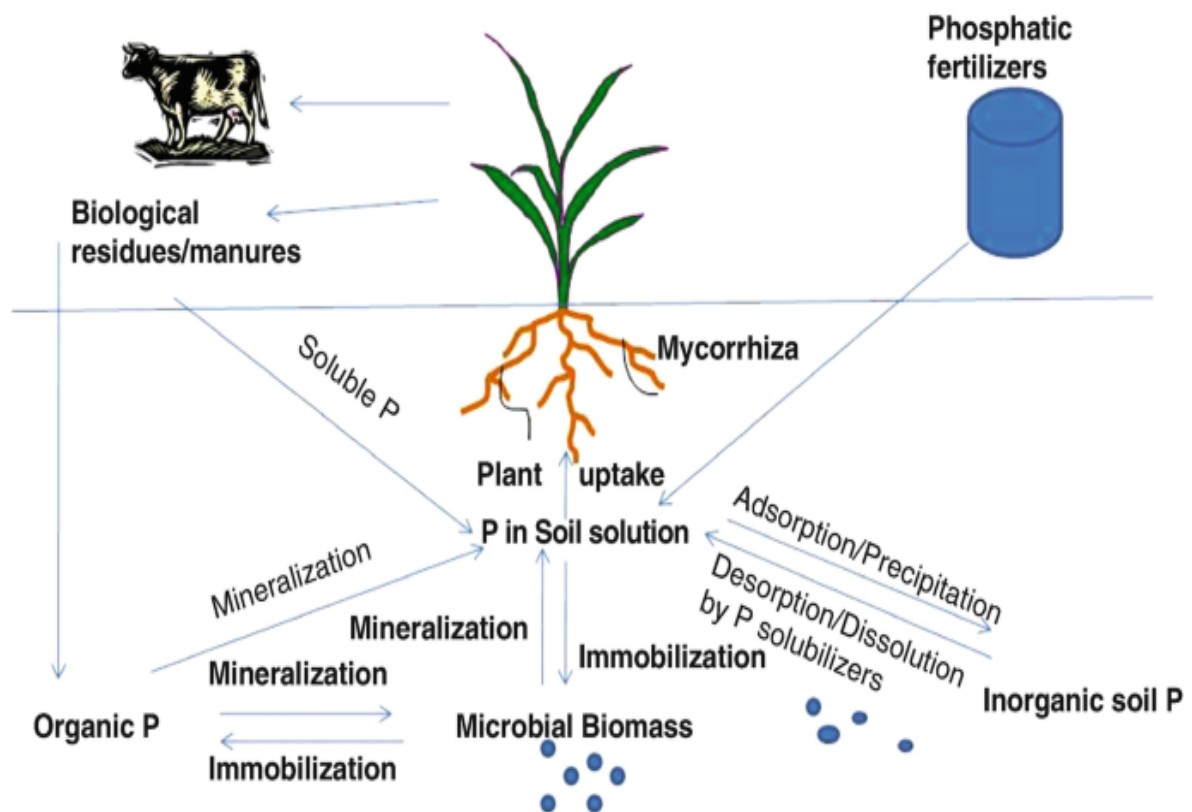 Phosphatic
fertilizers
Biological
residues/manures
Mycorrhiza
Soluble P
Plant uptake
P in Soil solution
Adsorption/Precipitation
Desorption/Dissolution
by P solubilizers
Mineralization
Mineralization
Mineralization
Immobilization
Inorganic soil P
Organic P
Microbial Biomass
Immobilization